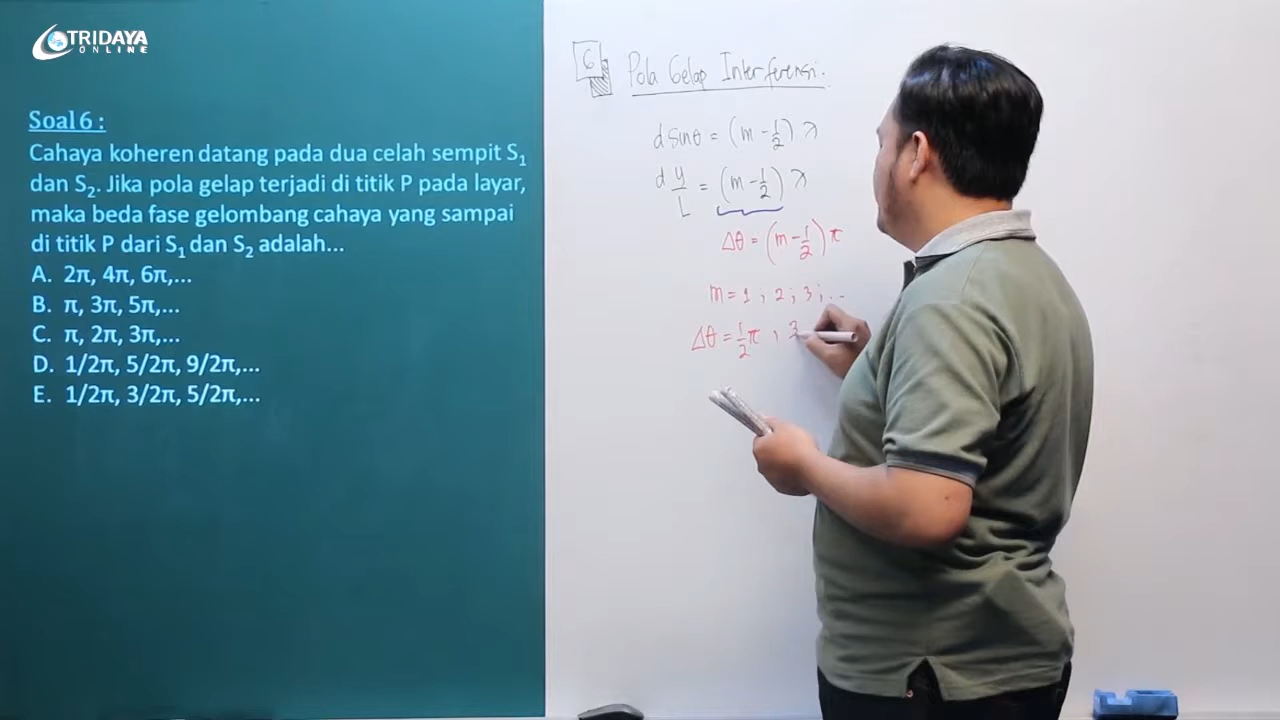 TRIDAYA
ONLINE
Soal 6 :
Cahaya koheren datang pada dua celah sempit S₁
dan S₂. Jika pola gelap terjadi di titik P pada layar,
maka beda fase gelombang cahaya yang sampai
di titik P dari S₁ dan S₂ adalah...
A. 2π, 4π, 6π,...
B. π, 3π, 5π,...
C. π, 2π, 3π,...
D. 1/2π, 5/2π, 9/2π,...
E. 1/2π, 3/2π, 5/2π,...
6 Pola Gelap Interferensi.
d sinθ = (m - 1/2) λ
d y/L = (m - 1/2) λ
Δθ = (m - 1/2) π
m = 1 , 2 ; 3 ; ...
Δθ = 1/2 π , 3